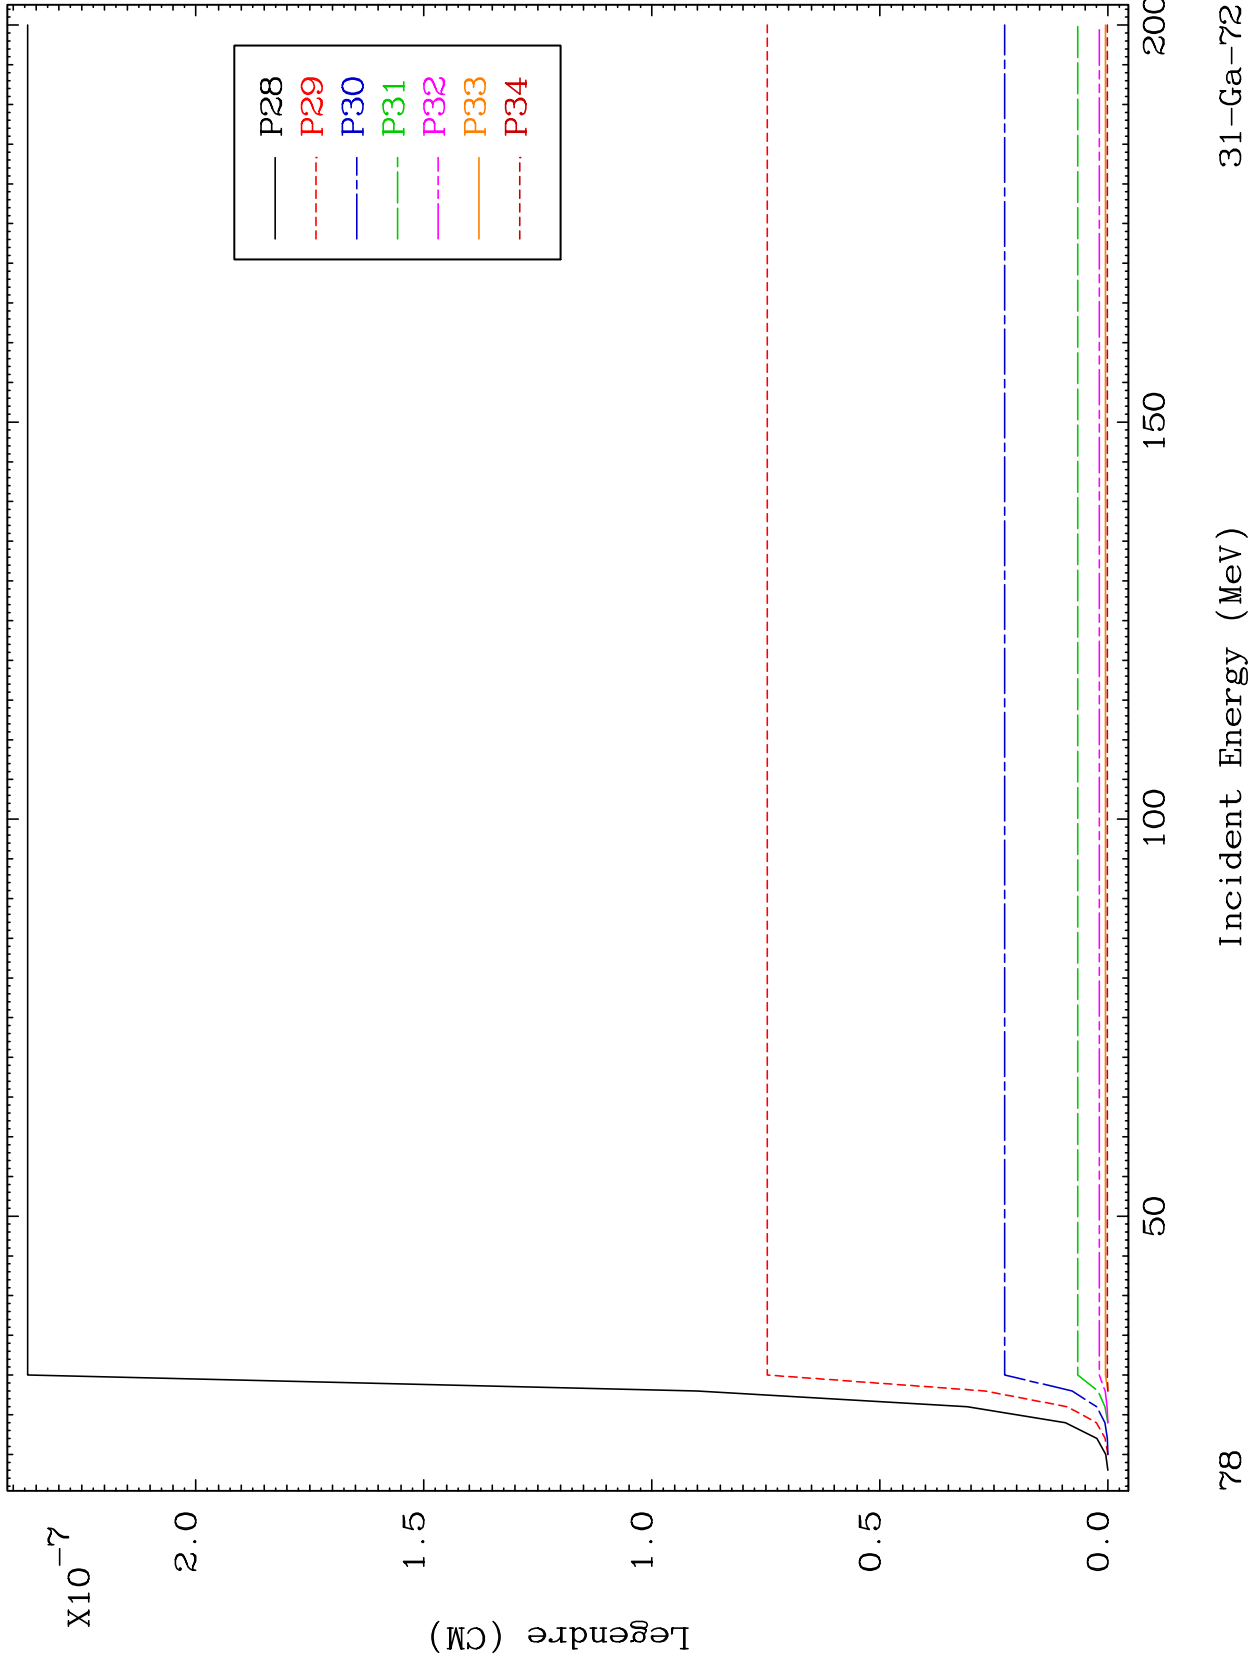 X10-7
2.0
1.5
1.0
0.5
0.0
Legendre (CM)
P28
P29
P30
P31
P32
P33
P34
50
100
150
200
78
Incident Energy (MeV)
31-Ga-72